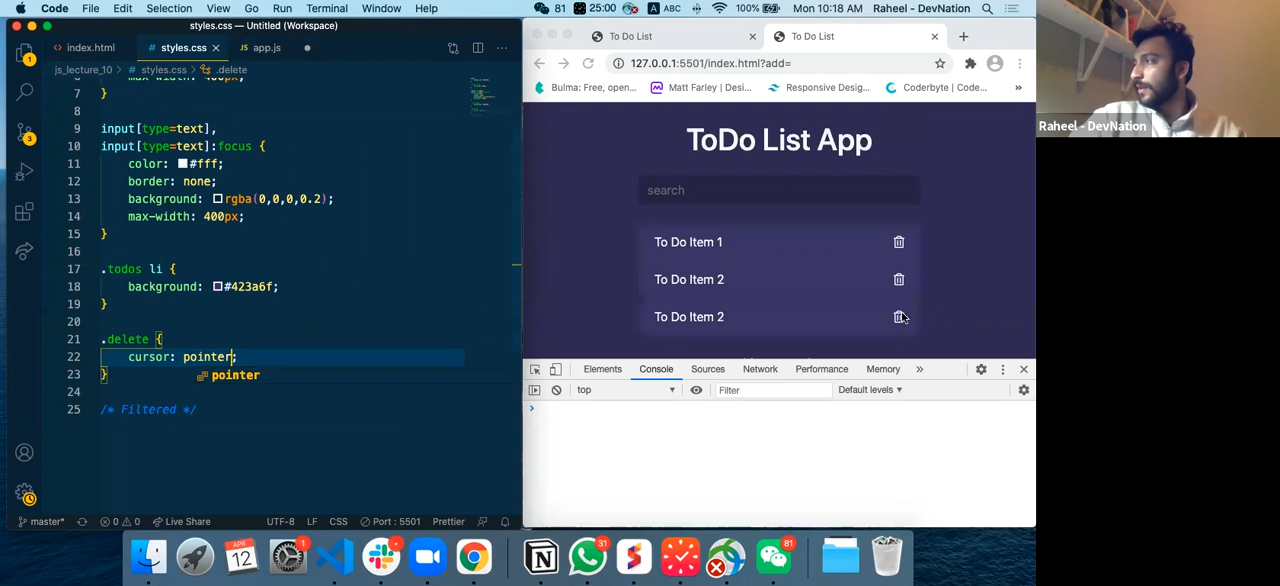 Code File Edit Selection View Go Run Terminal Window Help 81 25:00 A ABC 100% Mon 10:18 AM Raheel - DevNation
styles.css — Untitled (Workspace)
index.html styles.css app.js
js_lecture_10 styles.css .delete
7 }
8
9 input[type=text],
10 input[type=text]:focus {
11 color: #fff;
12 border: none;
13 background: rgba(0,0,0,0.2);
14 max-width: 400px;
15 }
16
17 .todos li {
18 background: #423a6f;
19 }
20
21 .delete {
22 cursor: pointer;
pointer
23 }
24
25 /* Filtered */
1
3
master* 0 0 Live Share UTF-8 LF CSS Port : 5501 Prettier
To Do List To Do List
127.0.0.1:5501/index.html?add=
Bulma: Free, open... Matt Farley | Desi... Responsive Desig... Coderbyte | Code... »
ToDo List App
search
To Do Item 1
To Do Item 2
To Do Item 2
Elements Console Sources Network Performance Memory »
top Filter Default levels
Raheel - DevNation
APR
12
1
31
81